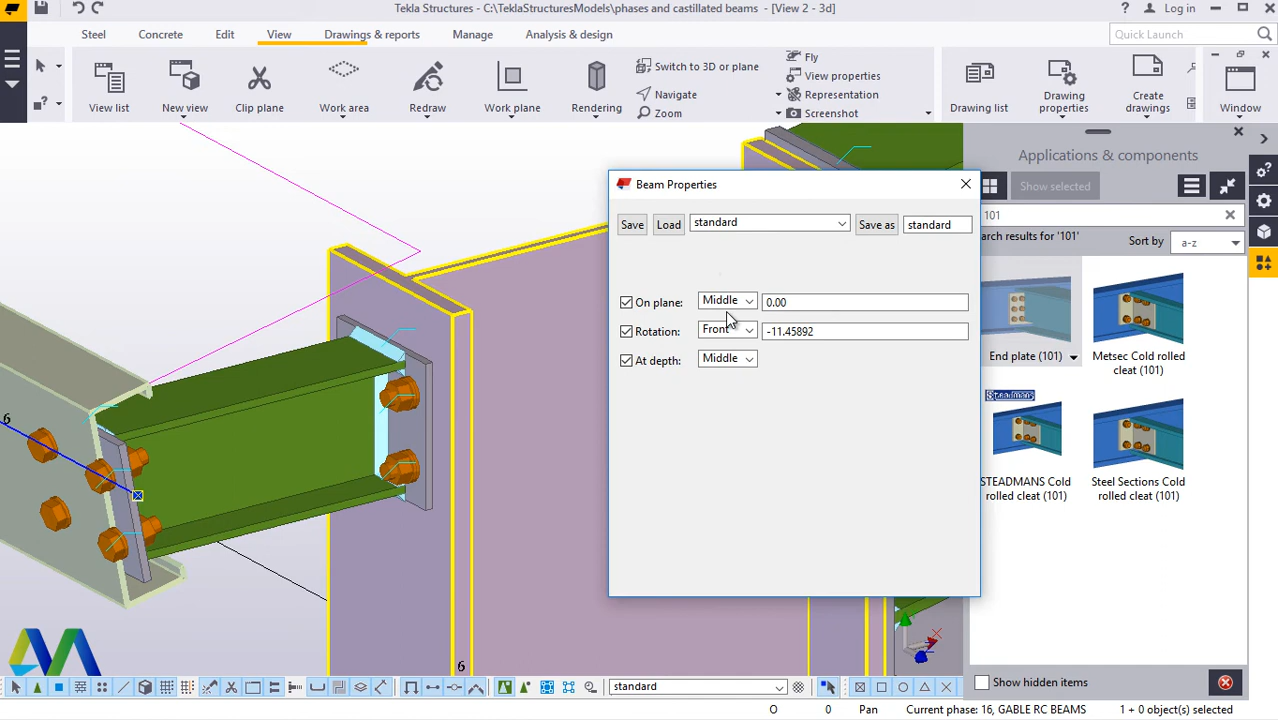 Tekla Structures - C:\TeklaStructuresModels\phases and castillated beams - [View 2 - 3d]
? Log in
Steel Concrete Edit View Drawings & reports Manage Analysis & design Quick Launch
View list
New view
Clip plane
Work area
Redraw
Work plane
Rendering
Switch to 3D or plane
Navigate
Zoom
Fly
View properties
Representation
Screenshot
Drawing list
Drawing
properties
Create
drawings
Window
Applications & components
Show selected
101
arch results for '101' Sort by a-z
End plate (101)
Metsec Cold rolled
cleat (101)
Steadmans
STEADMANS Cold
rolled cleat (101)
Steel Sections Cold
rolled cleat (101)
Show hidden items
Beam Properties
Save Load standard Save as standard
On plane: Middle 0.00
Rotation: Front -11.45892
At depth: Middle
6
6
standard
O 0 Pan Current phase: 16, GABLE RC BEAMS 1 + 0 object(s) selected